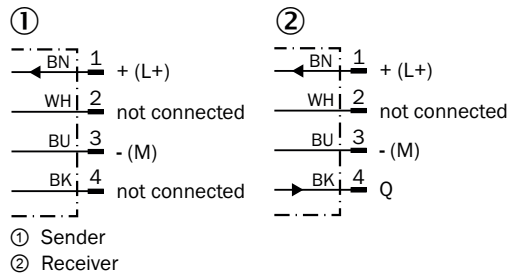 ① ②
BN 1 + (L+) BN 1 + (L+)
WH 2 not connected WH 2 not connected
BU 3 - (M) BU 3 - (M)
BK 4 not connected BK 4 Q
① Sender
② Receiver